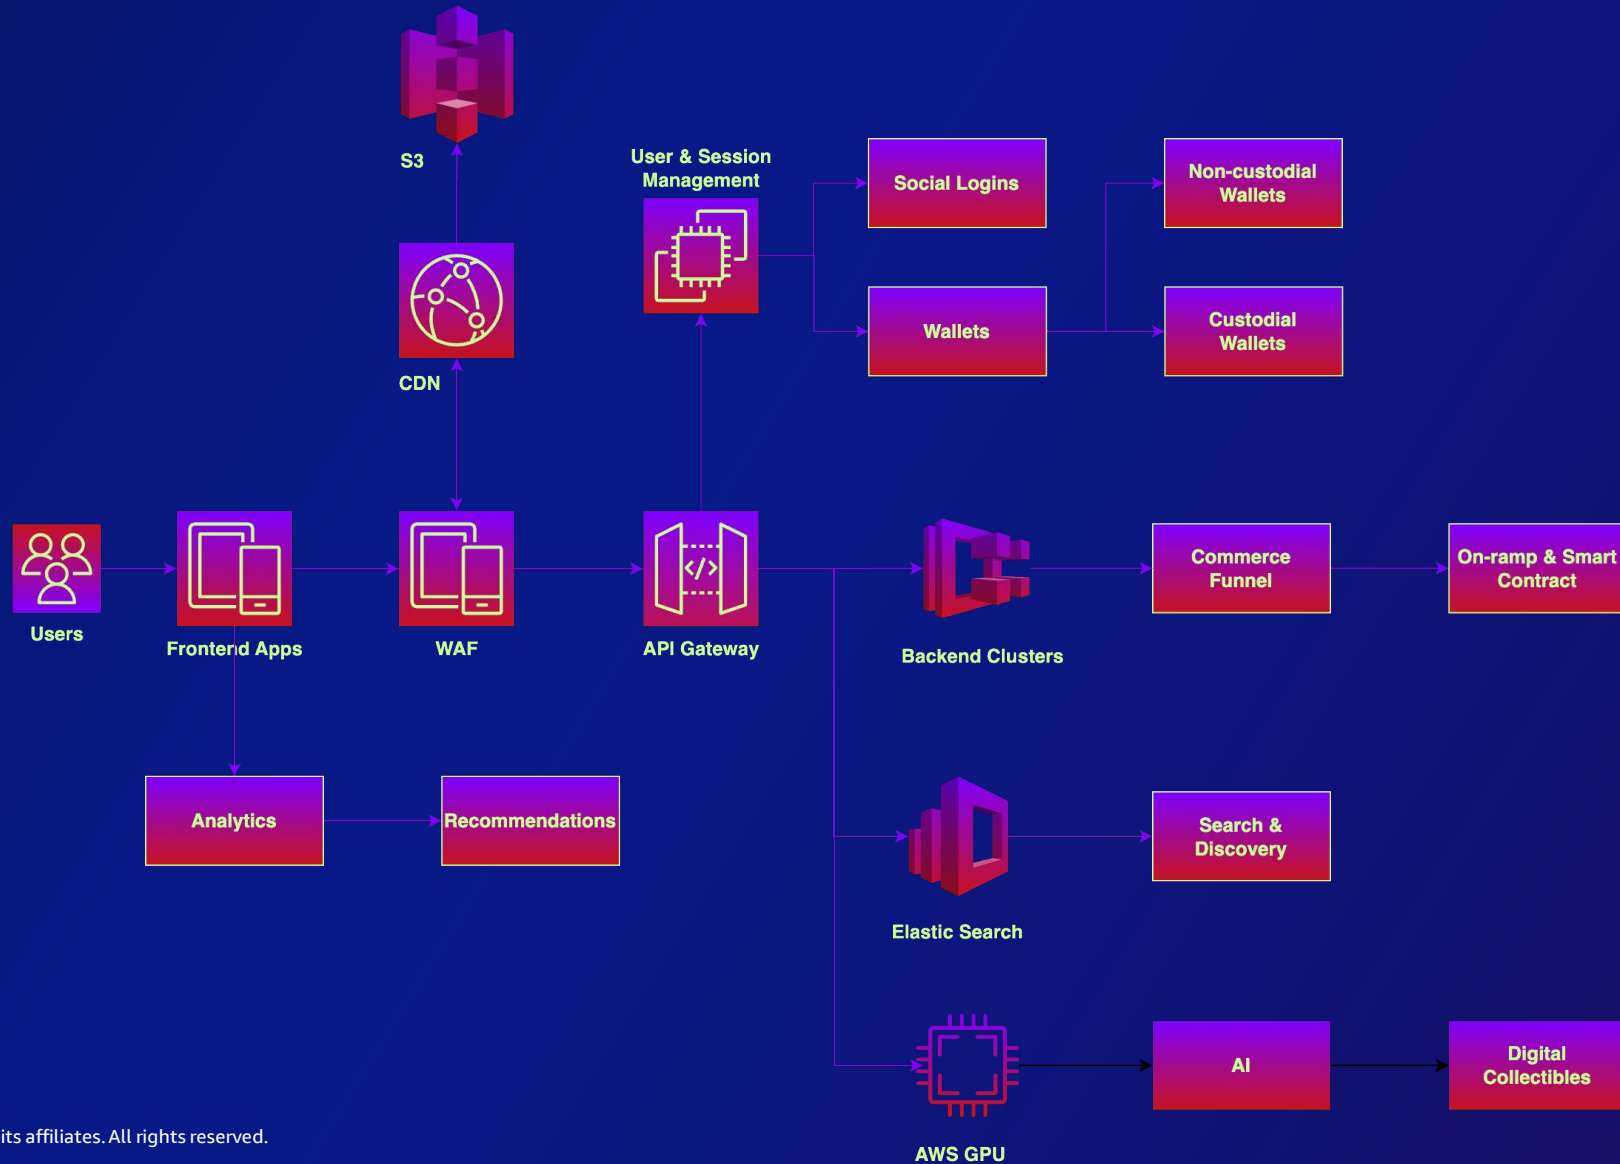 S3
User & Session
Management
Social Logins
Non-custodial
Wallets
Wallets
Custodial
Wallets
CDN
Users
Frontend Apps
WAF
API Gateway
Backend Clusters
Commerce
Funnel
On-ramp & Smart
Contract
Analytics
Recommendations
Elastic Search
Search &
Discovery
AWS GPU
AI
Digital
Collectibles
its affiliates. All rights reserved.